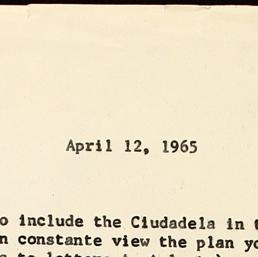 April 12, 1965
o include the Ciudadela in
n constante view the plan yo